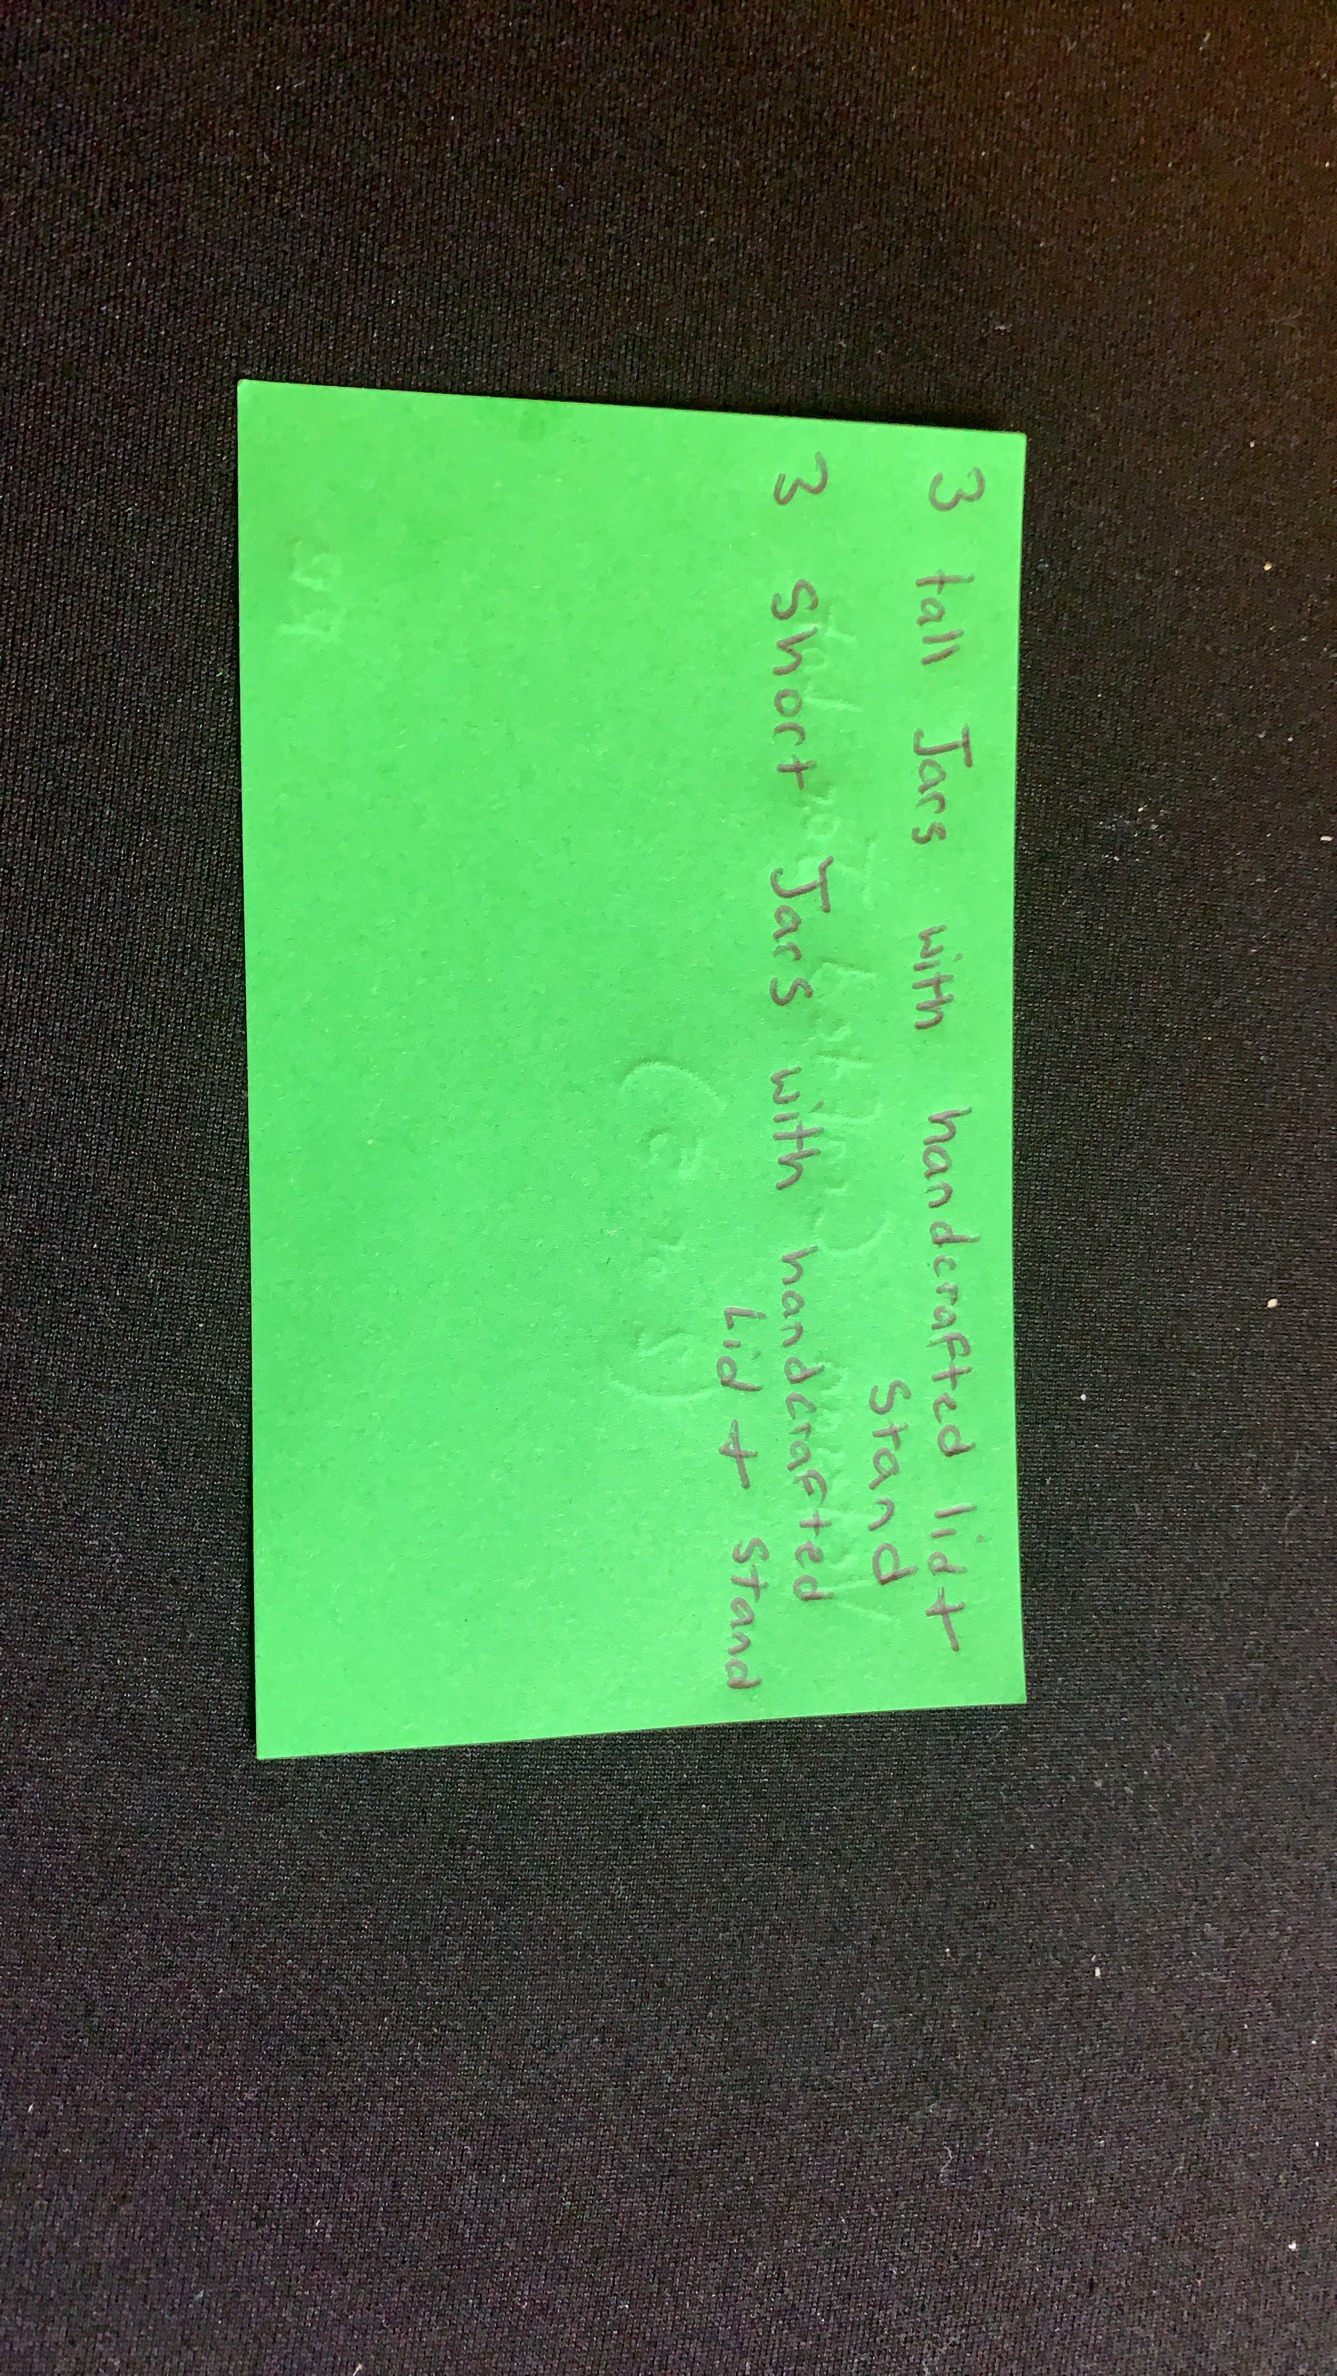 3 tall Jars with handcrafted lid +
stand
3 short Jars with handcrafted
Lid + stand